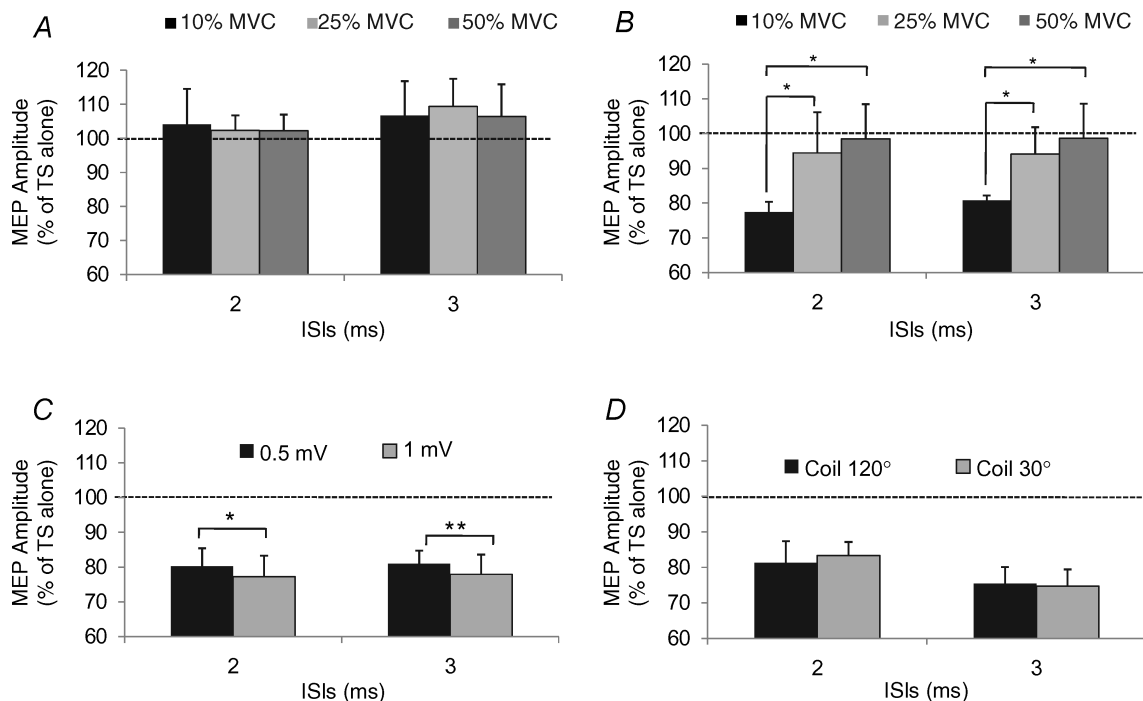 A
10% MVC 25% MVC 50% MVC
MEP Amplitude
(% of TS alone)
120
110
100
90
80
70
60
2 3
ISIs (ms)
B
10% MVC 25% MVC 50% MVC
MEP Amplitude
(% of TS alone)
120
110
100
90
80
70
60
* *
* *
2 3
ISIs (ms)
C
0.5 mV 1 mV
MEP Amplitude
(% of TS alone)
120
110
100
90
80
70
60
* **
2 3
ISIs (ms)
D
Coil 120° Coil 30°
MEP Amplitude
(% of TS alone)
120
110
100
90
80
70
60
2 3
ISIs (ms)